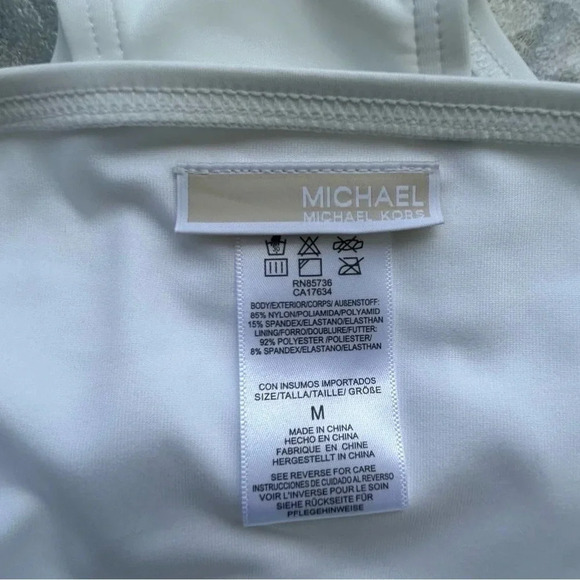 MICHAEL
MICHAEL KORS
RN85736
CA17634
BODY/EXTERIOR/CORPS/ AUßENSTOFF:
85% NYLON/POLIAMIDA/POLYAMID
15% SPANDEX/ELASTANO/ELASTHAN
LINING/FORRO/DOUBLURE/FUTTER:
92% POLYESTER /POLIESTER/
8% SPANDEX/ELASTANO/ELASTHAN
CON INSUMOS IMPORTADOS
SIZE/TALLA/TAILLE/ GRÖßE
M
MADE IN CHINA
HECHO EN CHINA
FABRIQUE EN CHINE
HERGESTELLT IN CHINA
SEE REVERSE FOR CARE
INSTRUCCIONES DE CUIDADO AL REVERSO
VOIR L'INVERSE POUR LE SOIN
SIEHE RÜCKSEITE FÜR
PFLEGEHINWEISE